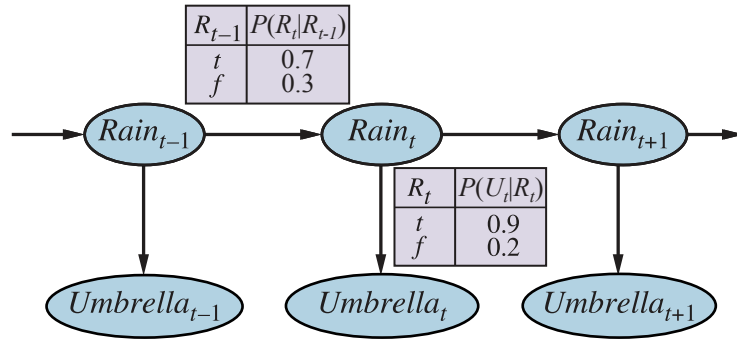 R_{t−1} P(R_t|R_{t-1})
t 0.7
f 0.3
Rain_{t−1} Rain_t Rain_{t+1}
R_t P(U_t|R_t)
t 0.9
f 0.2
Umbrella_{t−1} Umbrella_t Umbrella_{t+1}